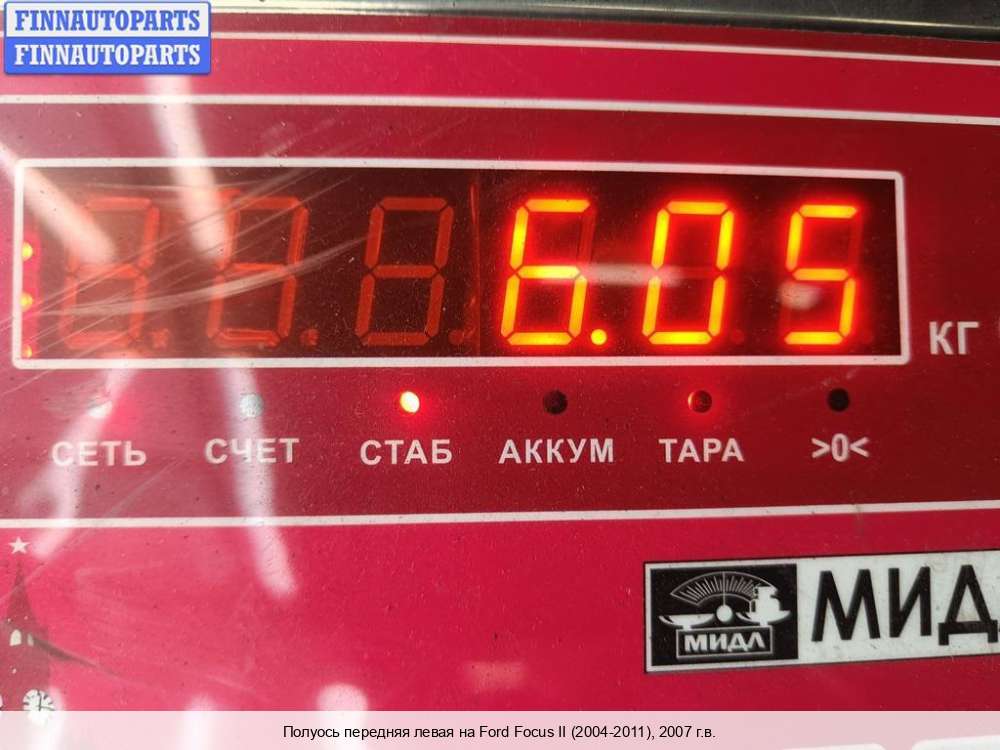 FINNAUTOPARTS
FINNAUTOPARTS
6.05
КГ
СЕТЬ СЧЕТ СТАБ АККУМ ТАРА >0<
МИДЛ МИД
Полуось передняя левая на Ford Focus II (2004-2011), 2007 г.в.